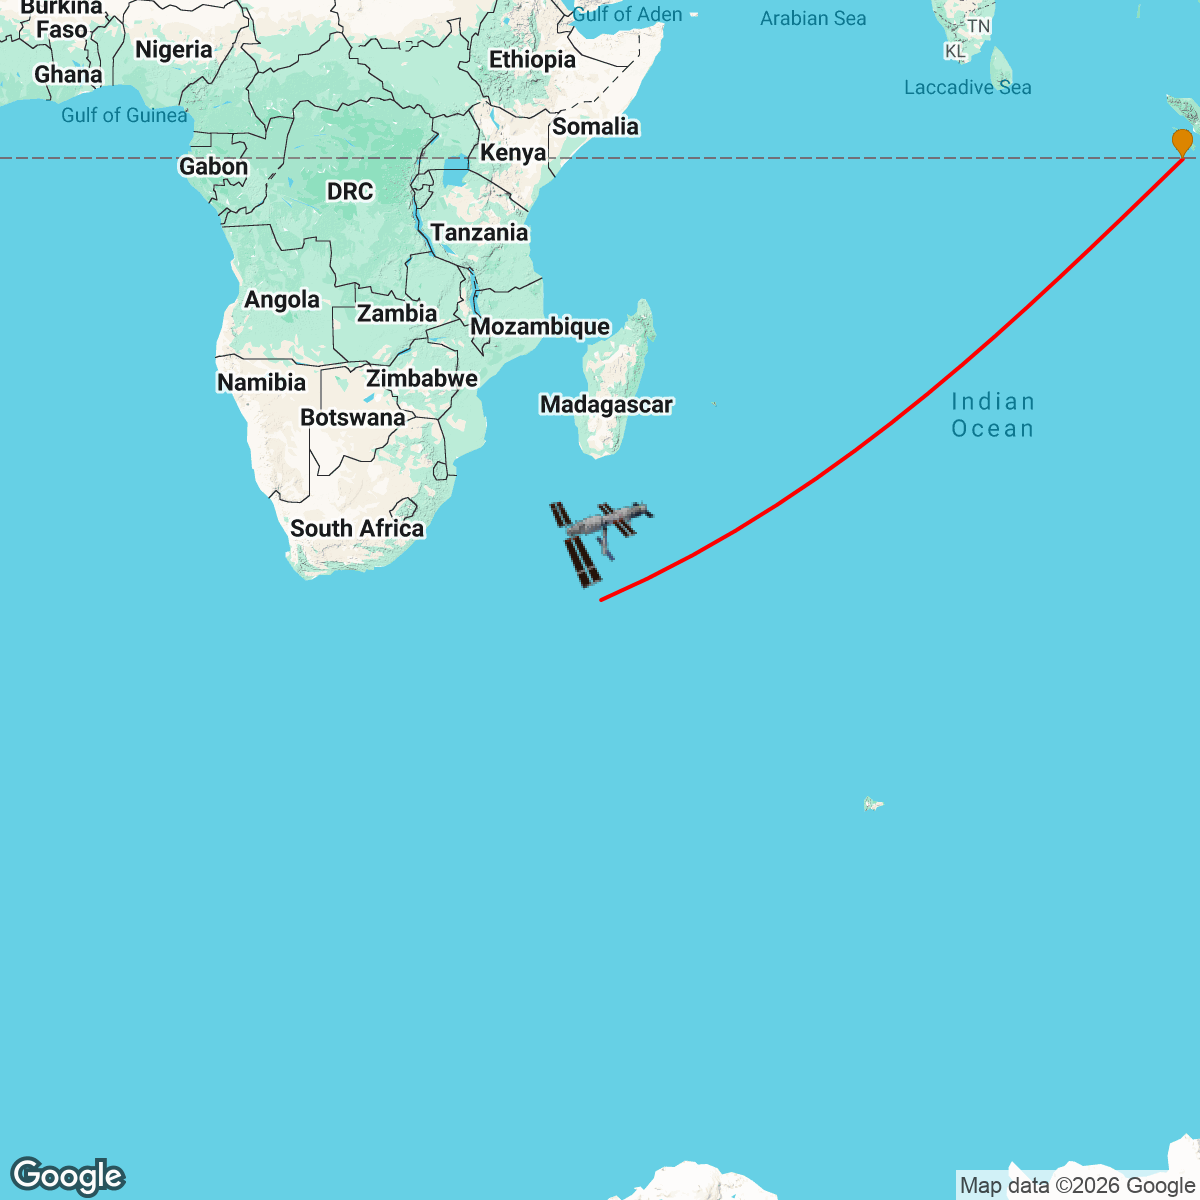 Burkina
Faso
Gulf of Aden
Arabian Sea
TN
Nigeria
KL
Ethiopia
Ghana
Laccadive Sea
Gulf of Guinea
Somalia
Kenya
Gabon
DRC
Tanzania
Angola
Zambia
Mozambique
Namibia
Zimbabwe
Madagascar
Indian
Ocean
Botswana
South Africa
Google
Map data ©2026 Google